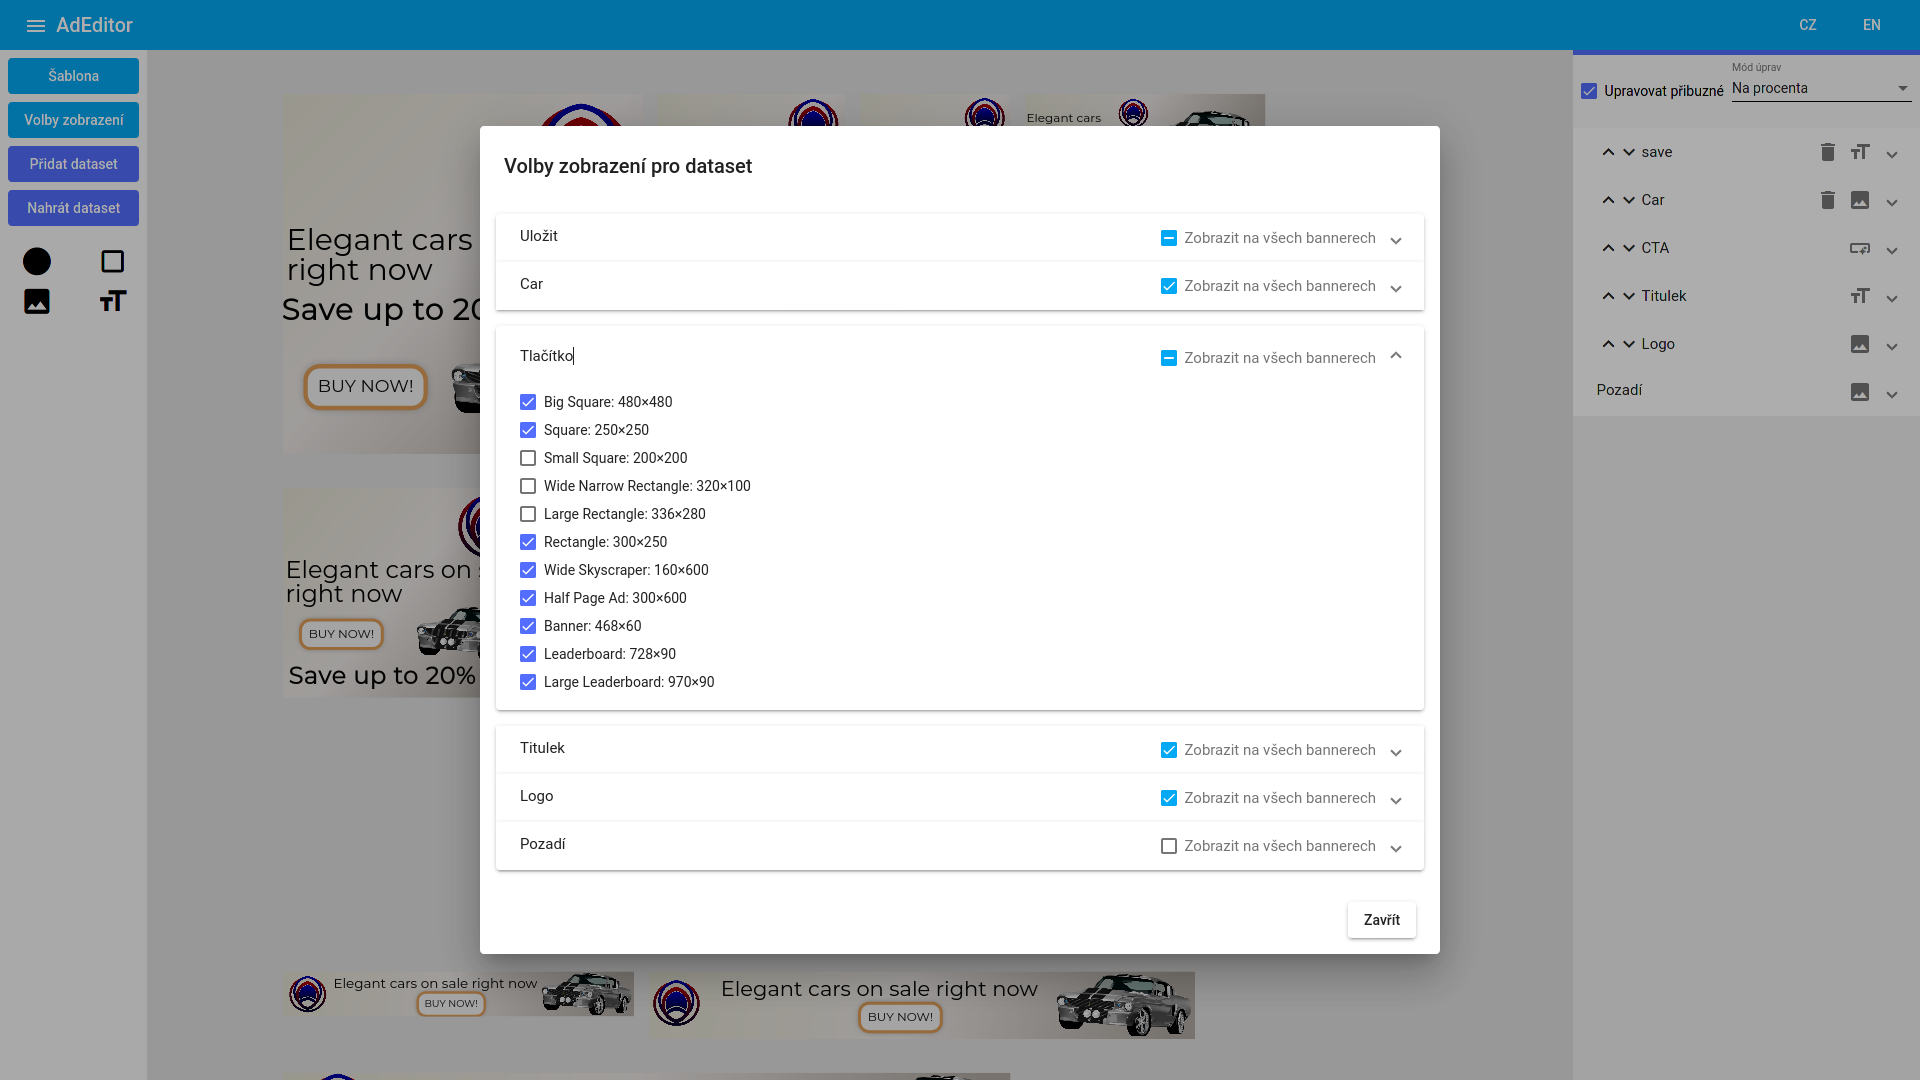 AdEditor
CZ
EN
Šablona
Volby zobrazení
Přidat dataset
Nahrát dataset
Elegant cars
right now
Save up to 20
BUY NOW!
Elegant cars
Elegant cars on
right now
BUY NOW!
Save up to 20%
Volby zobrazení pro dataset
Uložit
Zobrazit na všech bannerech
Car
Zobrazit na všech bannerech
Tlačítko
Zobrazit na všech bannerech
Big Square: 480×480
Square: 250×250
Small Square: 200×200
Wide Narrow Rectangle: 320×100
Large Rectangle: 336×280
Rectangle: 300×250
Wide Skyscraper: 160×600
Half Page Ad: 300×600
Banner: 468×60
Leaderboard: 728×90
Large Leaderboard: 970×90
Titulek
Zobrazit na všech bannerech
Logo
Zobrazit na všech bannerech
Pozadí
Zobrazit na všech bannerech
Zavřít
Elegant cars on sale right now
BUY NOW!
Elegant cars on sale right now
BUY NOW!
Upravovat přibuzné
Mód úprav
Na procenta
save
Car
CTA
Titulek
Logo
Pozadí